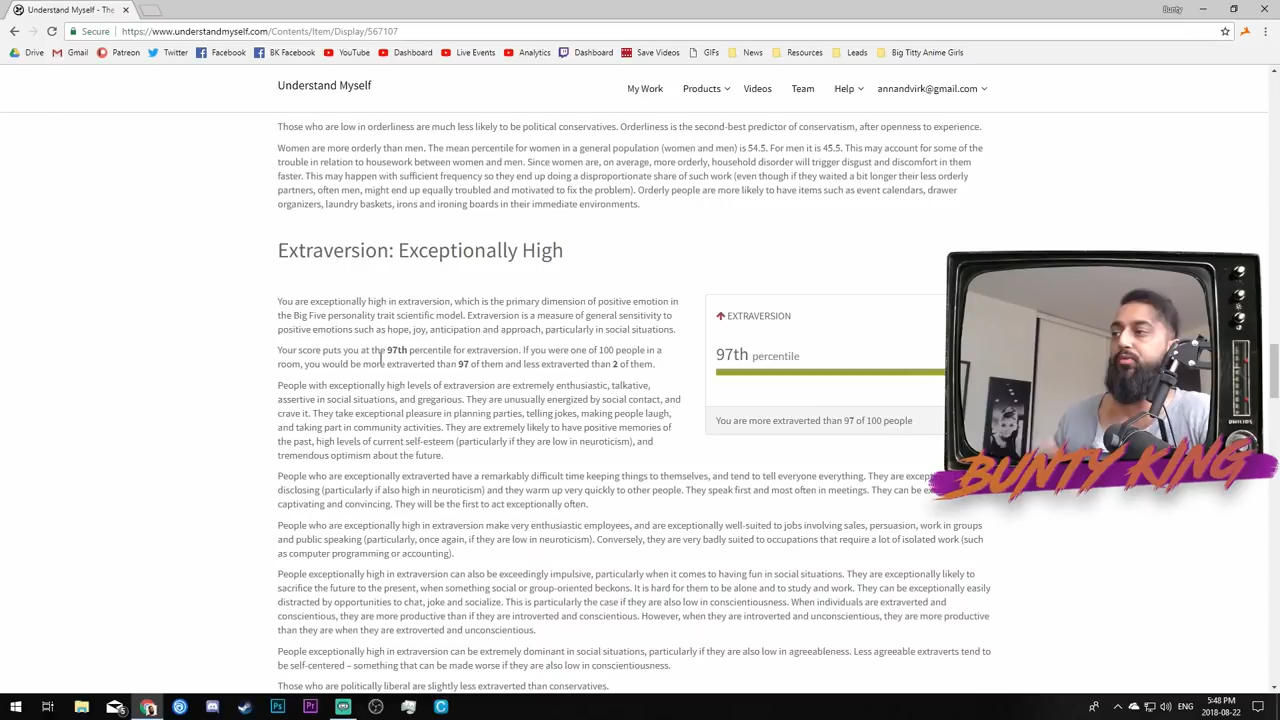 Understand Myself - The
Bunty
Secure
https://www.understandmyself.com/Contents/Item/Display/567107
Drive Gmail Patreon Twitter Facebook BK Facebook YouTube Dashboard Live Events Analytics Dashboard Save Videos GIFs News Resources Leads Big Titty Anime Girls
Understand Myself
My Work Products Videos Team Help annandvirk@gmail.com
Those who are low in orderliness are much less likely to be political conservatives. Orderliness is the second-best predictor of conservatism, after openness to experience.
Women are more orderly than men. The mean percentile for women in a general population (women and men) is 54.5. For men it is 45.5. This may account for some of the
trouble in relation to housework between women and men. Since women are, on average, more orderly, household disorder will trigger disgust and discomfort in them
faster. This may happen with sufficient frequency so they end up doing a disproportionate share of such work (even though if they waited a bit longer their less orderly
partners, often men, might end up equally troubled and motivated to fix the problem). Orderly people are more likely to have items such as event calendars, drawer
organizers, laundry baskets, irons and ironing boards in their immediate environments.
Extraversion: Exceptionally High
You are exceptionally high in extraversion, which is the primary dimension of positive emotion in
the Big Five personality trait scientific model. Extraversion is a measure of general sensitivity to
positive emotions such as hope, joy, anticipation and approach, particularly in social situations.
Your score puts you at the 97th percentile for extraversion. If you were one of 100 people in a
room, you would be more extraverted than 97 of them and less extraverted than 2 of them.
People with exceptionally high levels of extraversion are extremely enthusiastic, talkative,
assertive in social situations, and gregarious. They are unusually energized by social contact, and
crave it. They take exceptional pleasure in planning parties, telling jokes, making people laugh,
and taking part in community activities. They are extremely likely to have positive memories of
the past, high levels of current self-esteem (particularly if they are low in neuroticism), and
tremendous optimism about the future.
EXTRAVERSION
97th percentile
You are more extraverted than 97 of 100 people
PHILIPS
BUNTY KING
People who are exceptionally extraverted have a remarkably difficult time keeping things to themselves, and tend to tell everyone everything. They are
disclosing (particularly if also high in neuroticism) and they warm up very quickly to other people. They speak first and most often in meetings. They can be
captivating and convincing. They will be the first to act exceptionally often.
People who are exceptionally high in extraversion make very enthusiastic employees, and are exceptionally well-suited to jobs involving sales, persuasion, work in groups
and public speaking (particularly, once again, if they are low in neuroticism). Conversely, they are very badly suited to occupations that require a lot of isolated work (such
as computer programming or accounting).
People exceptionally high in extraversion can also be exceedingly impulsive, particularly when it comes to having fun in social situations. They are exceptionally likely to
sacrifice the future to the present, when something social or group-oriented beckons. It is hard for them to be alone and to study and work. They can be exceptionally easily
distracted by opportunities to chat, joke and socialize. This is particularly the case if they are also low in conscientiousness. When individuals are extraverted and
conscientious, they are more productive than if they are introverted and conscientious. However, when they are introverted and unconscientious, they are more productive
than they are when they are extroverted and unconscientious.
People exceptionally high in extraversion can be extremely dominant in social situations, particularly if they are also low in agreeableness. Less agreeable extraverts tend to
be self-centered – something that can be made worse if they are also low in conscientiousness.
Those who are politically liberal are slightly less extraverted than conservatives.
Ps Pr
ENG
5:48 PM
2018-08-22